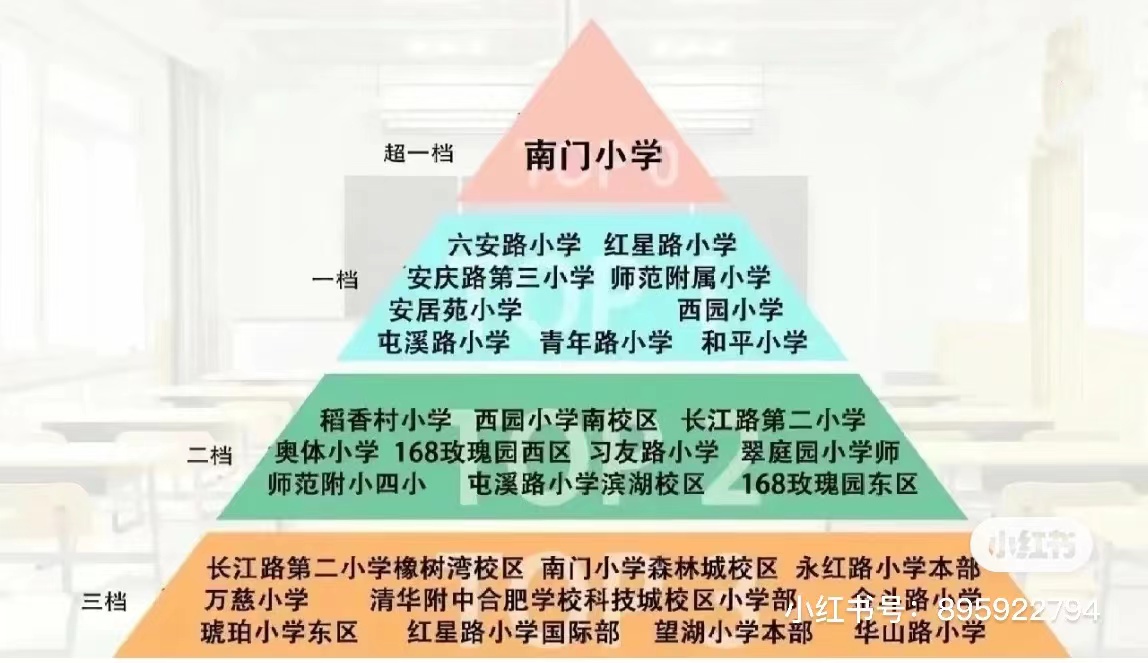 超一档
南门小学
TOP 0
一档
六安路小学 红星路小学
安庆路第三小学 师范附属小学
安居苑小学 西园小学
屯溪路小学 青年路小学 和平小学
TOP
二档
稻香村小学 西园小学南校区 长江路第二小学
奥体小学 168玫瑰园西区 习友路小学 翠庭园小学师
师范附小四小 屯溪路小学滨湖校区 168玫瑰园东区
TOP 2
小红书
三档
长江路第二小学橡树湾校区 南门小学森林城校区 永红路小学本部
万慈小学 清华附中合肥学校科技城校区小学部 路小学
琥珀小学东区 红星路小学国际部 望湖小学本部 华山路小学
TOP 3
小红书号：895922794